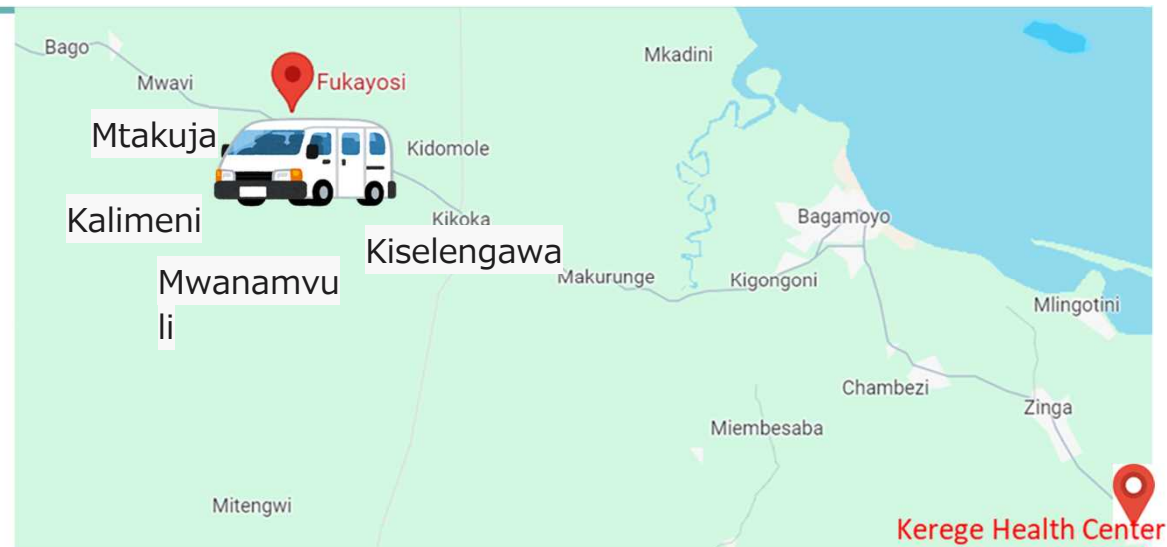 Bago
Mkadini
Mwavi
Fukayosi
Mtakuja
Kidomole
Kalimeni
Kikoka
Bagamoyo
Kiselengawa
Mwanamvu
li
Makurunge
Kigongoni
Mlingotini
Chambezi
Zinga
Miembesaba
Mitengwi
Kerege Health Center